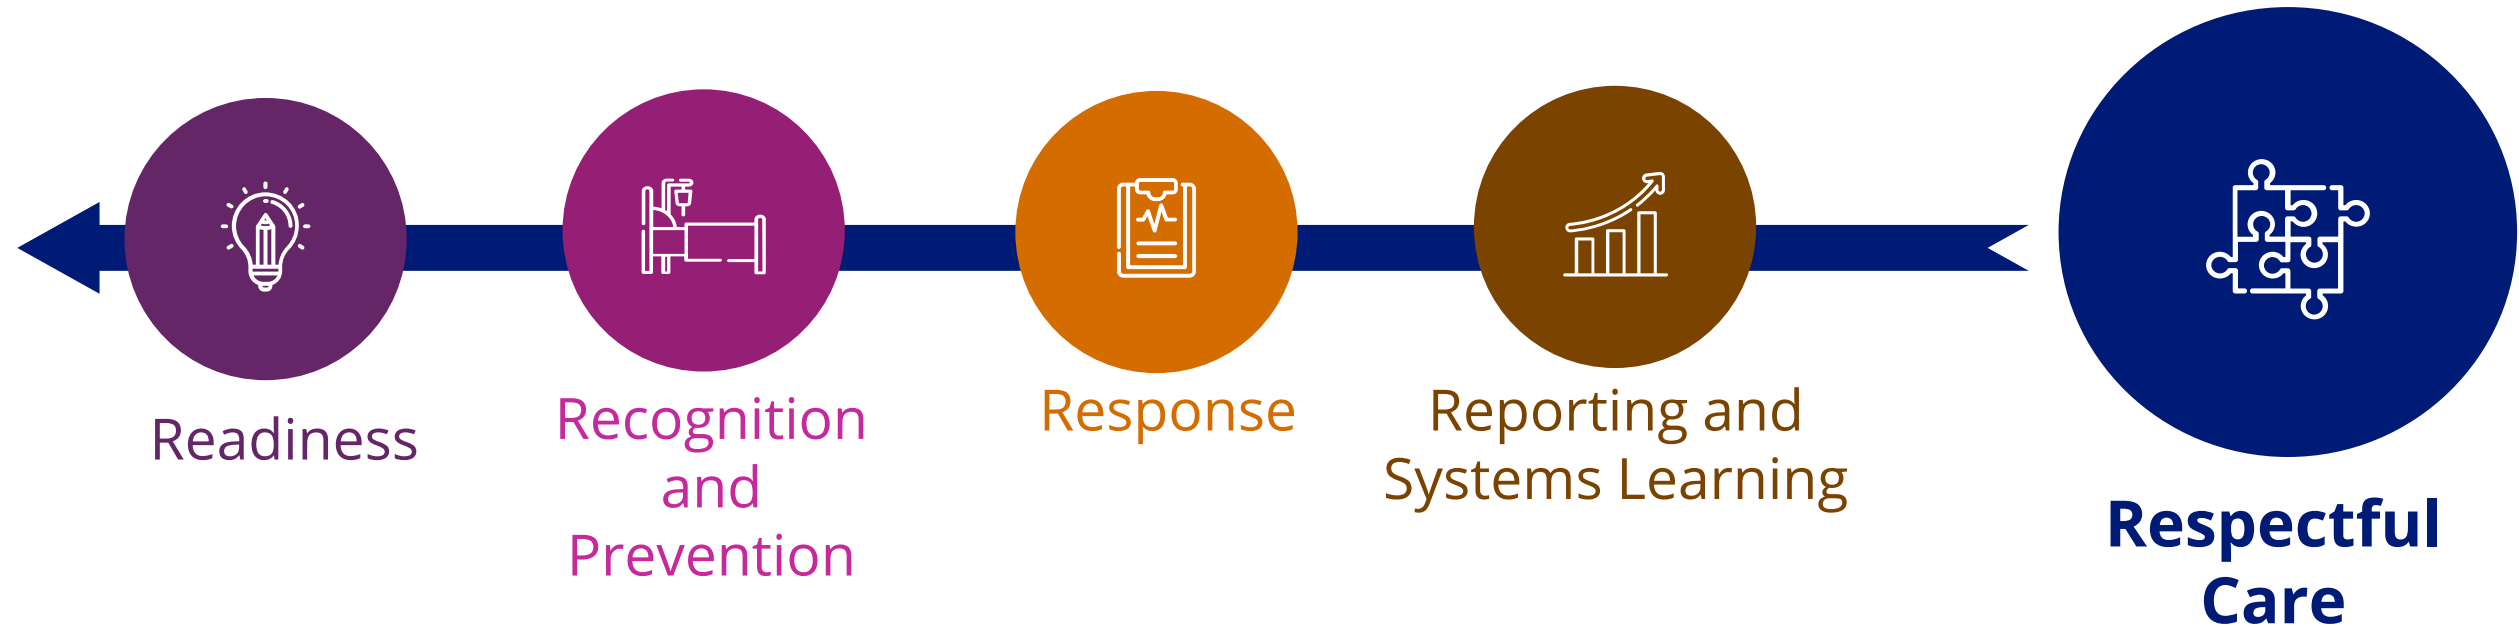 Readiness
Recognition
and
Prevention
Response
Reporting and
Systems Learning
Respectful
Care